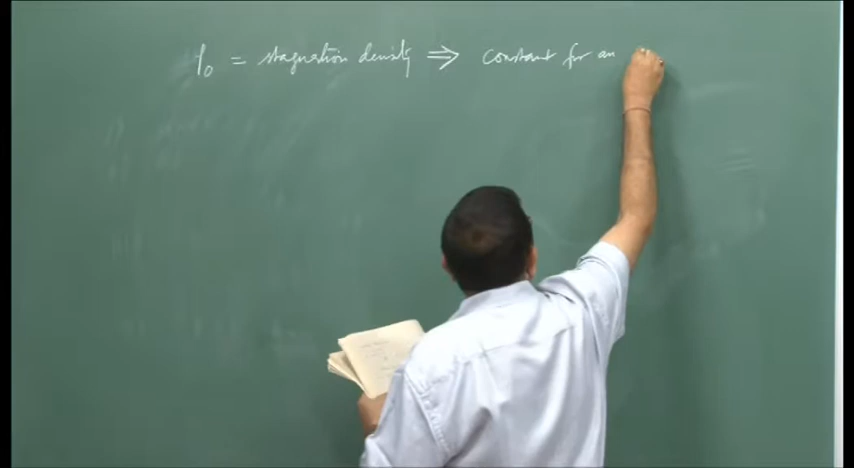 ρ₀ = stagnation density ⇒ constant for an